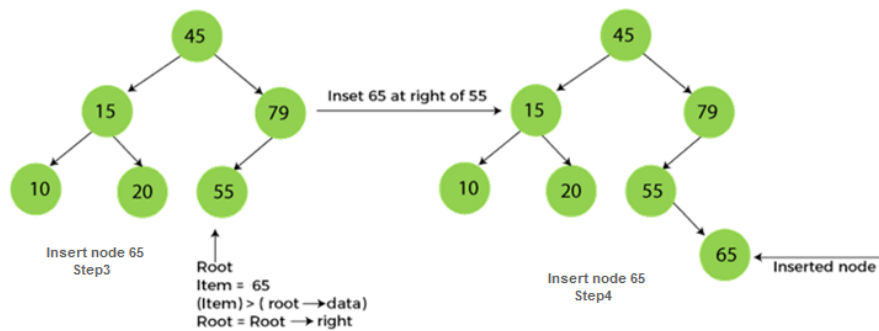 45
15
79
10
20
55
Insert node 65
Step3
Root
Item = 65
(Item) > ( root → data)
Root = Root → right
Inset 65 at right of 55
45
15
79
10
20
55
65
Inserted node
Insert node 65
Step4